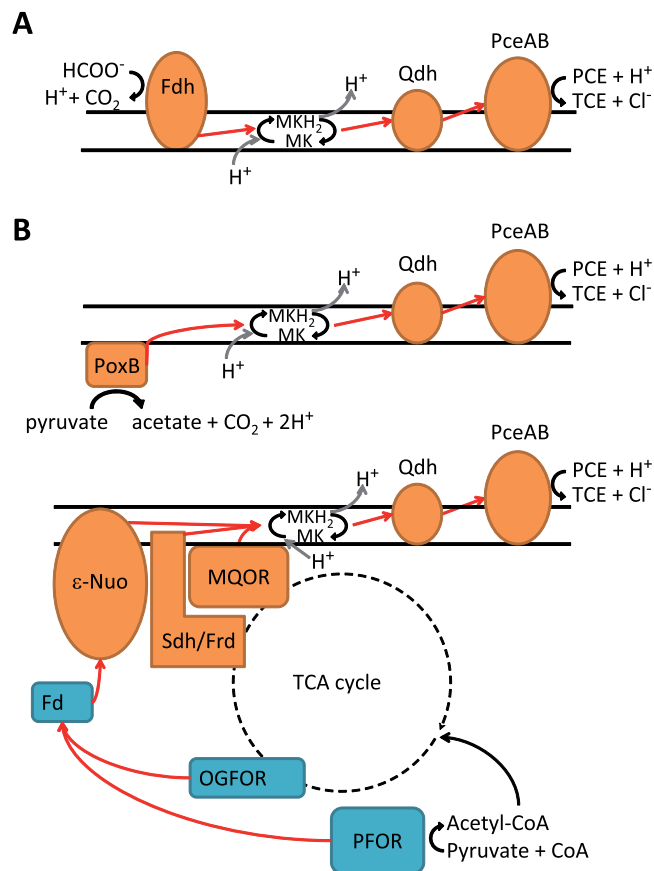 A
PceAB
HCOO⁻
Fdh
H⁺
Qdh
PCE + H⁺
H⁺+ CO₂
TCE + Cl⁻
MKH₂
MK
H⁺
B
PceAB
Qdh
H⁺
PCE + H⁺
TCE + Cl⁻
MKH₂
MK
PoxB
H⁺
pyruvate
acetate + CO₂ + 2H⁺
PceAB
Qdh
H⁺
PCE + H⁺
TCE + Cl⁻
MKH₂
MK
H⁺
ε-Nuo
MQOR
Sdh/Frd
TCA cycle
Fd
OGFOR
PFOR
Acetyl-CoA
Pyruvate + CoA